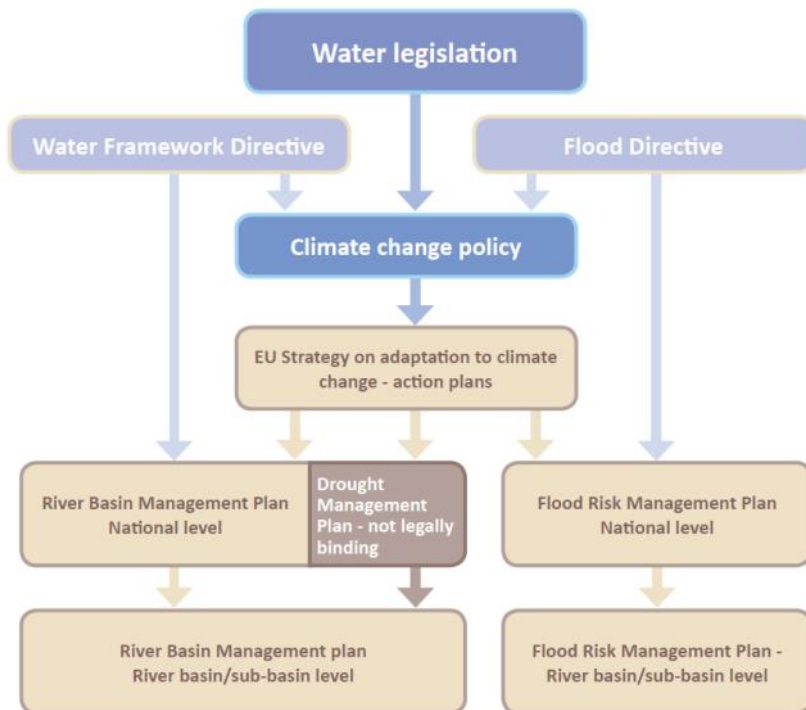 Water legislation
Water Framework Directive
Flood Directive
Climate change policy
EU Strategy on adaptation to climate
change - action plans
River Basin Management Plan
National level
Drought
Management
Plan - not legally
binding
Flood Risk Management Plan
National level
River Basin Management plan
River basin/sub-basin level
Flood Risk Management Plan -
River basin/sub-basin level